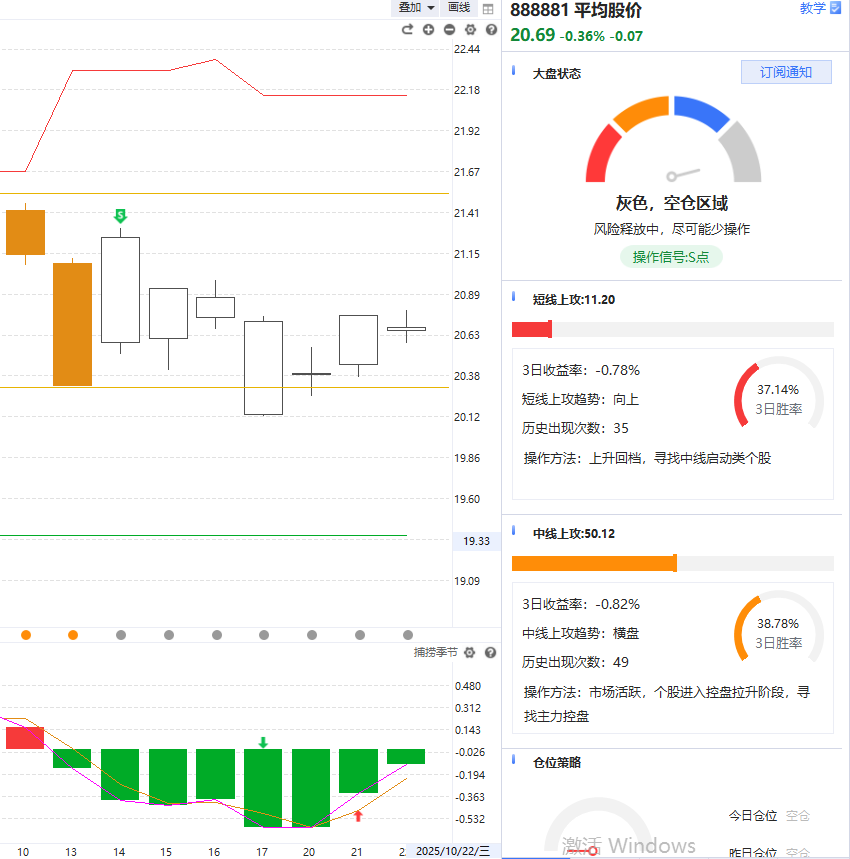 叠加 画线
22.44
22.18
21.92
21.67
21.41
S
21.15
20.89
20.63
20.38
20.12
19.86
19.60
19.33
19.09
捕捞季节
0.480
0.312
0.143
-0.026
-0.194
-0.363
-0.532
10 13 14 15 16 17 20 21 2 2025/10/22/三
888881 平均股价 教学
20.69 -0.36% -0.07
大盘状态 订阅通知
灰色，空仓区域
风险释放中，尽可能少操作
操作信号:S点
短线上攻:11.20
3日收益率：-0.78%
短线上攻趋势：向上
历史出现次数：35
37.14%
3日胜率
操作方法：上升回档，寻找中线启动类个股
中线上攻:50.12
3日收益率：-0.82%
中线上攻趋势：横盘
历史出现次数：49
38.78%
3日胜率
操作方法：市场活跃，个股进入控盘拉升阶段，寻
找主力控盘
仓位策略
今日仓位 空仓
激活 Windows
昨日仓位 空仓